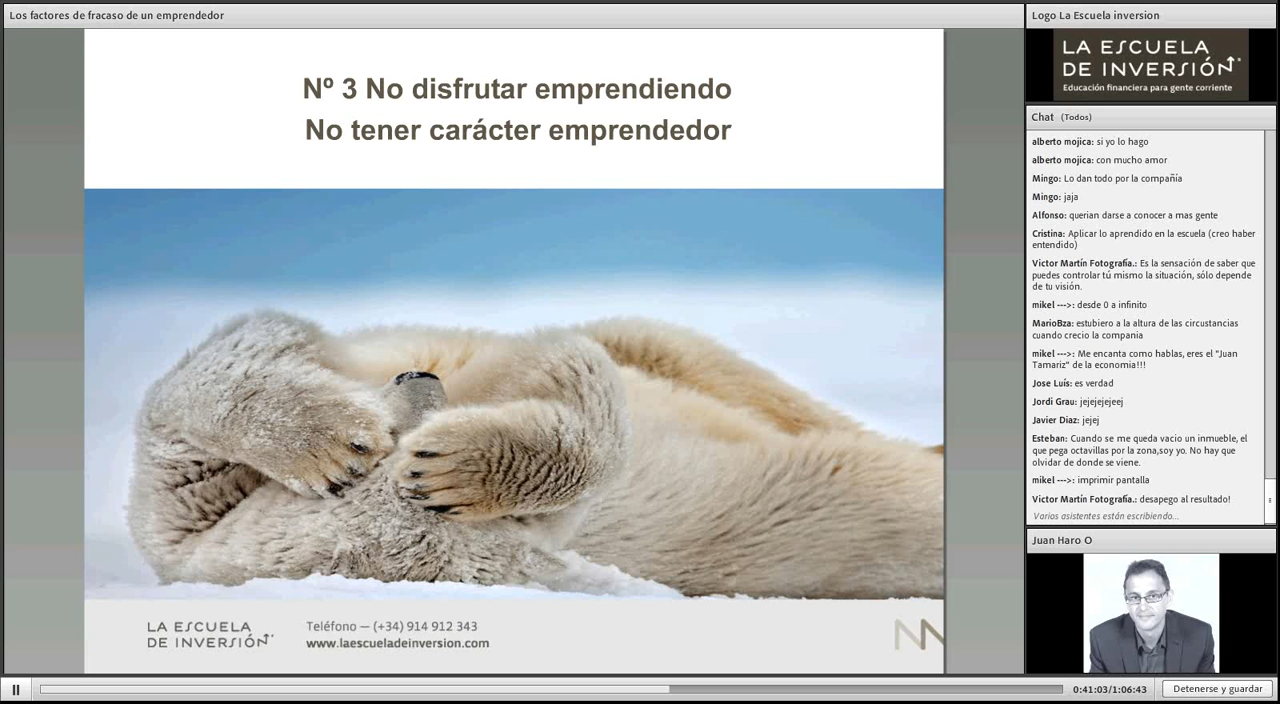 Los factores de fracaso de un emprendedor
Nº 3 No disfrutar emprendiendo
No tener carácter emprendedor
LA ESCUELA
DE INVERSIÓN
Teléfono — (+34) 914 912 343
www.laescueladeinversion.com
Logo La Escuela inversion
LA ESCUELA
DE INVERSIÓN
Educación financiera para gente corriente
Chat (Todos)
alberto mojica: si yo lo hago
alberto mojica: con mucho amor
Mingo: Lo dan todo por la compañía
Mingo: jaja
Alfonso: querian darse a conocer a mas gente
Cristina: Aplicar lo aprendido en la escuela (creo haber
entendido)
Victor Martín Fotografía.: Es la sensación de saber que
puedes controlar tú mismo la situación, sólo depende
de tu visión.
mikel --->: desde 0 a infinito
MarioBza: estubiero a la altura de las circustancias
cuando crecio la compania
mikel --->: Me encanta como hablas, eres el "Juan
Tamariz" de la economia!!!
Jose Luís: es verdad
Jordi Grau: jejejejejeej
Javier Diaz: jejej
Esteban: Cuando se me queda vacio un inmueble, el
que pega octavillas por la zona,soy yo. No hay que
olvidar de donde se viene.
mikel --->: imprimir pantalla
Victor Martín Fotografía.: desapego al resultado!
Varios asistentes están escribiendo...
Juan Haro O
0:41:03/1:06:43
Detenerse y guardar